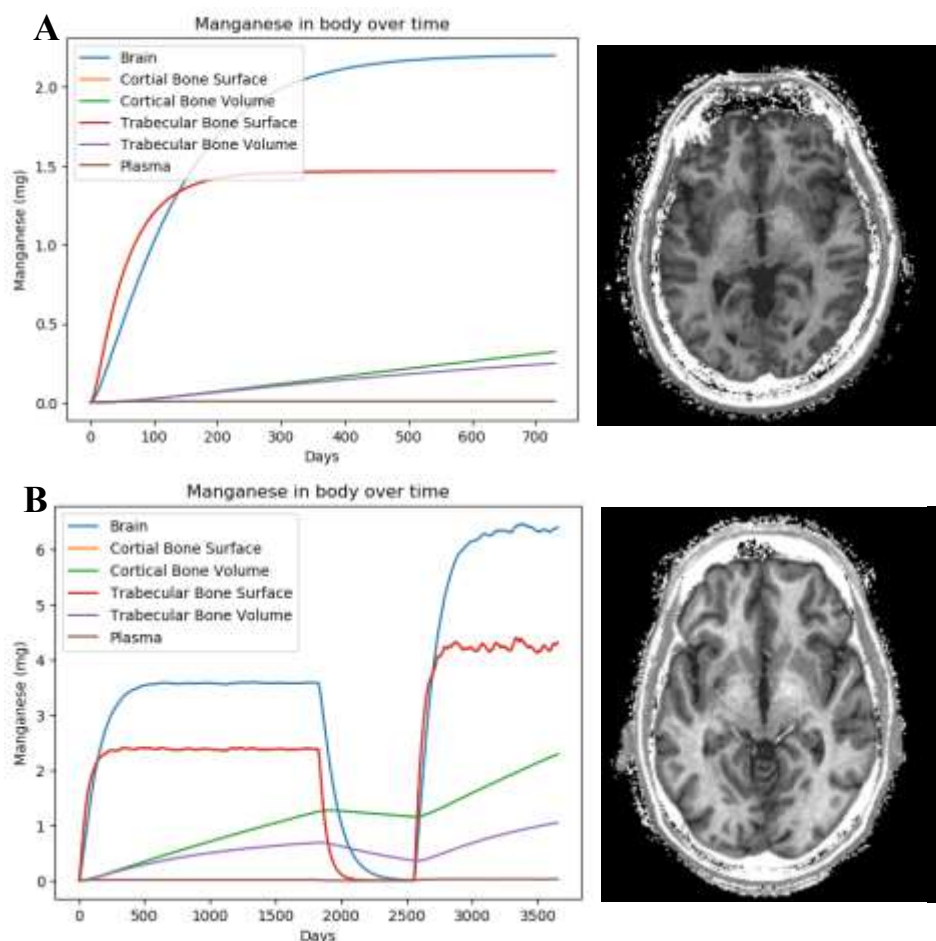 A
Manganese in body over time
Brain
Cortial Bone Surface
Cortical Bone Volume
Trabecular Bone Surface
Trabecular Bone Volume
Plasma
Manganese (mg)
2.0
1.5
1.0
0.5
0.0
0 100 200 300 400 500 600 700
Days
B
Manganese in body over time
Brain
Cortial Bone Surface
Cortical Bone Volume
Trabecular Bone Surface
Trabecular Bone Volume
Plasma
Manganese (mg)
6
5
4
3
2
1
0
0 500 1000 1500 2000 2500 3000 3500
Days